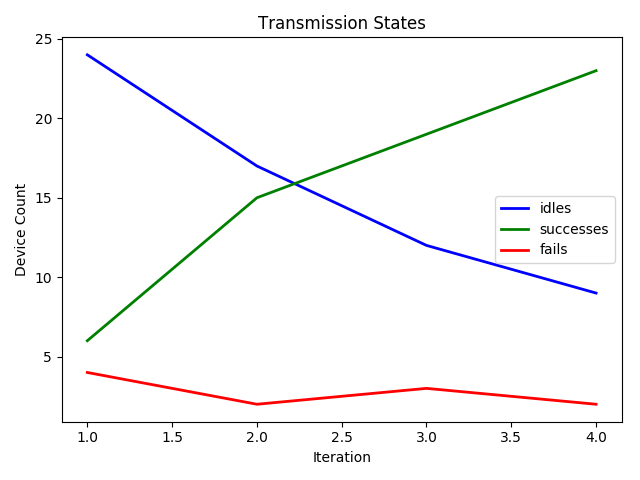 Transmission States
25
20
15
10
5
Device Count
idles
successes
fails
1.0 1.5 2.0 2.5 3.0 3.5 4.0
Iteration